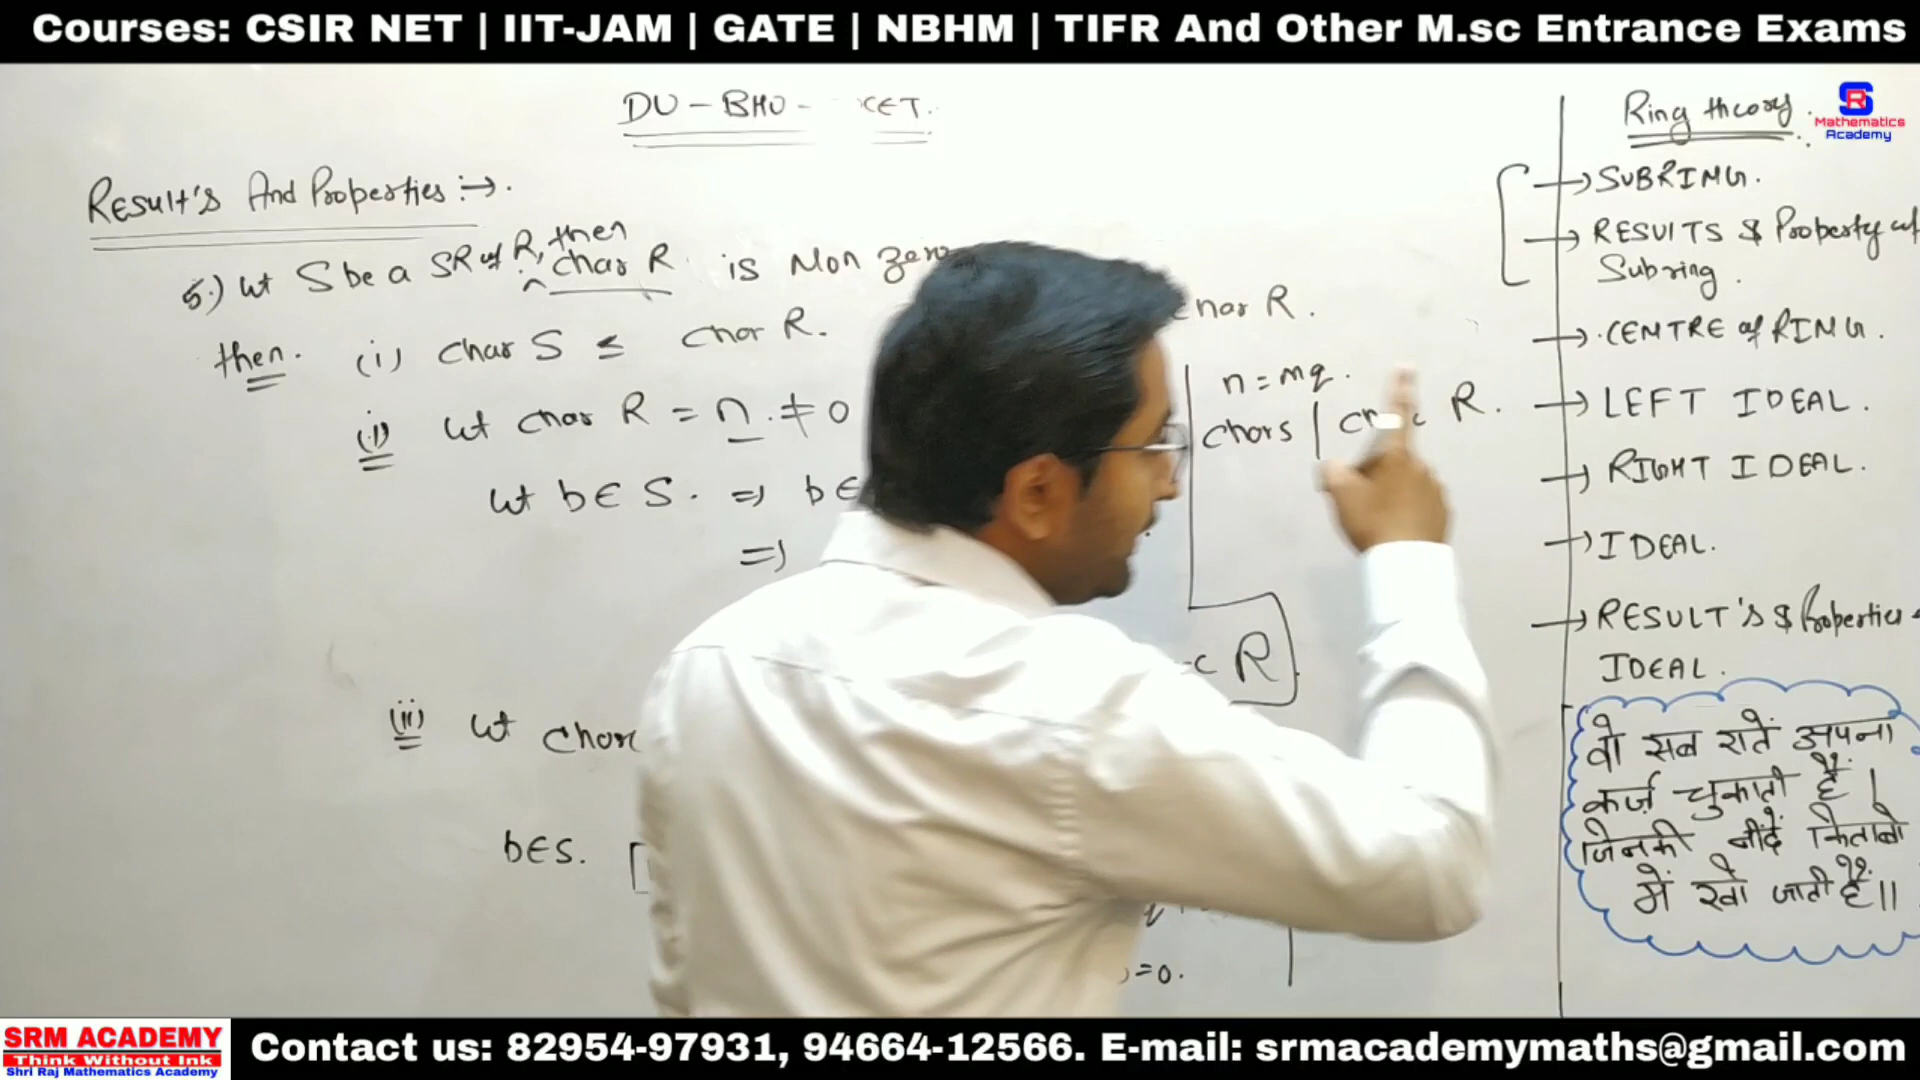 Courses: CSIR NET | IIT-JAM | GATE | NBHM | TIFR And Other M.sc Entrance Exams
DU - BHU - CET.
Result's And Properties :→.
5.) Let S be a SR of R, then char R is Non zero
char R.
then. (i) char S ≤ char R.
(i) Let char R = n ≠ 0
n = mq.
char S | char R.
Let b ∈ S. ⇒ b ∈
⇒
R
(ii) Let char
b ∈ S. [
) = 0.
Ring theory.
SR
Mathematics
Academy
→ SUBRING.
→ RESULTS & Property of
Subring.
→ CENTRE of RING.
→ LEFT IDEAL.
→ RIGHT IDEAL.
→ IDEAL.
→ RESULT'S & Properties
IDEAL.
वो सब रातें अपना
कर्ज़ चुकाती हैं।
जिनकी नींदें किताबो
में खो जाती हैं॥
SRM ACADEMY
Think Without Ink
Shri Raj Mathematics Academy
Contact us: 82954-97931, 94664-12566. E-mail: srmacademymaths@gmail.com